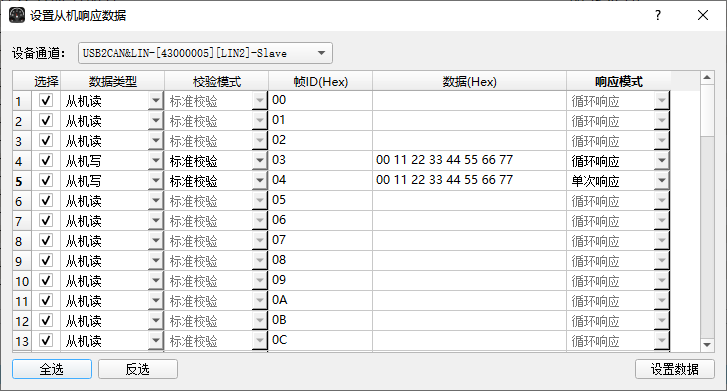 设置从机响应数据 ? ×
设备通道: USB2CAN&LIN-[43000005][LIN2]-Slave
选择 数据类型 校验模式 帧ID(Hex) 数据(Hex) 响应模式
1 从机读 标准校验 00 循环响应
2 从机读 标准校验 01 循环响应
3 从机读 标准校验 02 循环响应
4 从机写 标准校验 03 00 11 22 33 44 55 66 77 循环响应
5 从机写 标准校验 04 00 11 22 33 44 55 66 77 单次响应
6 从机读 标准校验 05 循环响应
7 从机读 标准校验 06 循环响应
8 从机读 标准校验 07 循环响应
9 从机读 标准校验 08 循环响应
10 从机读 标准校验 09 循环响应
11 从机读 标准校验 0A 循环响应
12 从机读 标准校验 0B 循环响应
13 从机读 标准校验 0C 循环响应
全选 反选 设置数据